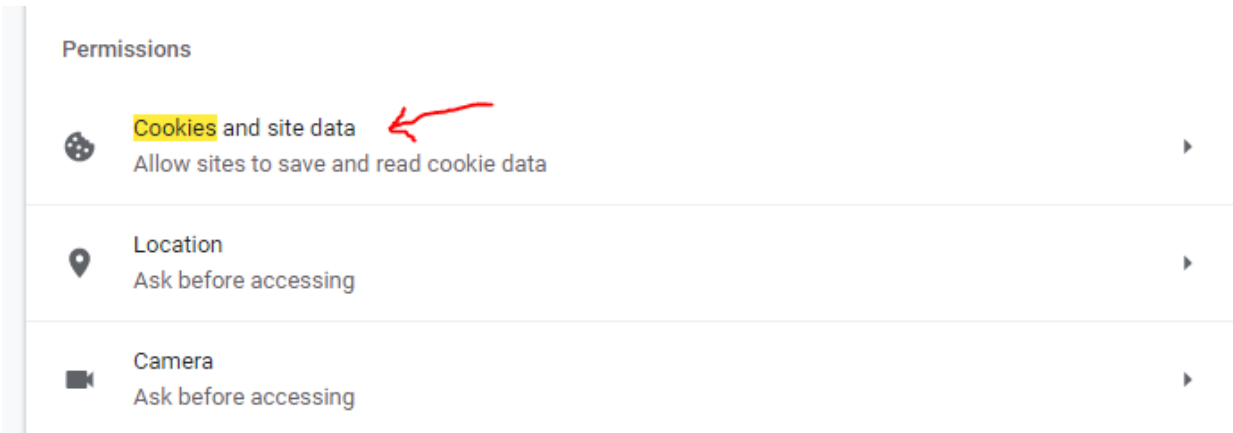 Permissions
Cookies and site data
Allow sites to save and read cookie data
Location
Ask before accessing
Camera
Ask before accessing